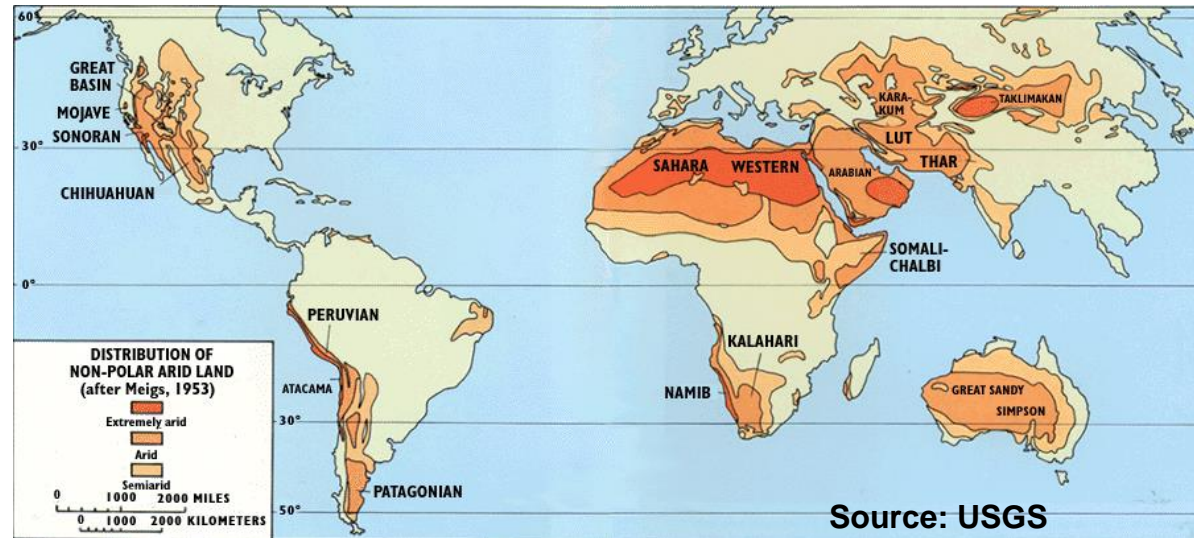 60°
GREAT
BASIN
MOJAVE
SONORAN
30°
CHIHUAHUAN
0°
PERUVIAN
ATACAMA
30°
PATAGONIAN
50°
KARA-
KUM
TAKLIMAKAN
LUT
THAR
SAHARA
WESTERN
ARABIAN
SOMALI-
CHALBI
KALAHARI
NAMIB
GREAT SANDY
SIMPSON
DISTRIBUTION OF
NON-POLAR ARID LAND
(after Meigs, 1953)
Extremely arid
Arid
Semiarid
0 1000 2000 MILES
0 1000 2000 KILOMETERS
Source: USGS